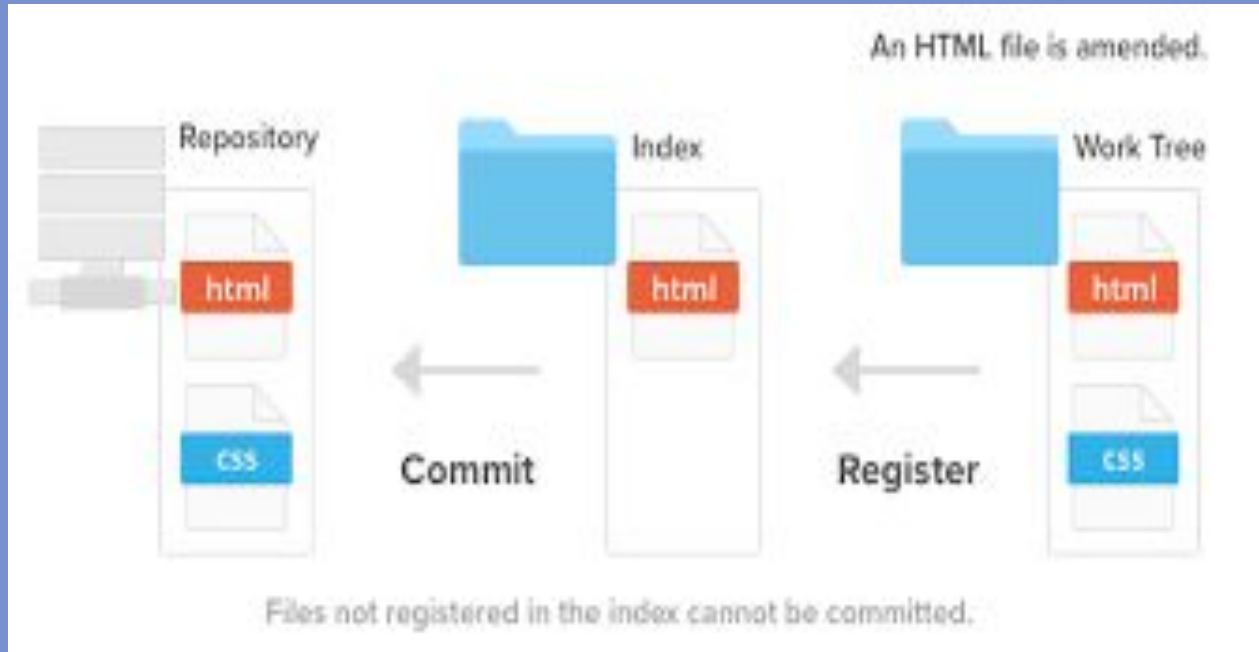 An HTML file is amended.
Repository
Index
Work Tree
html
html
html
css
Commit
Register
css
Files not registered in the index cannot be committed.